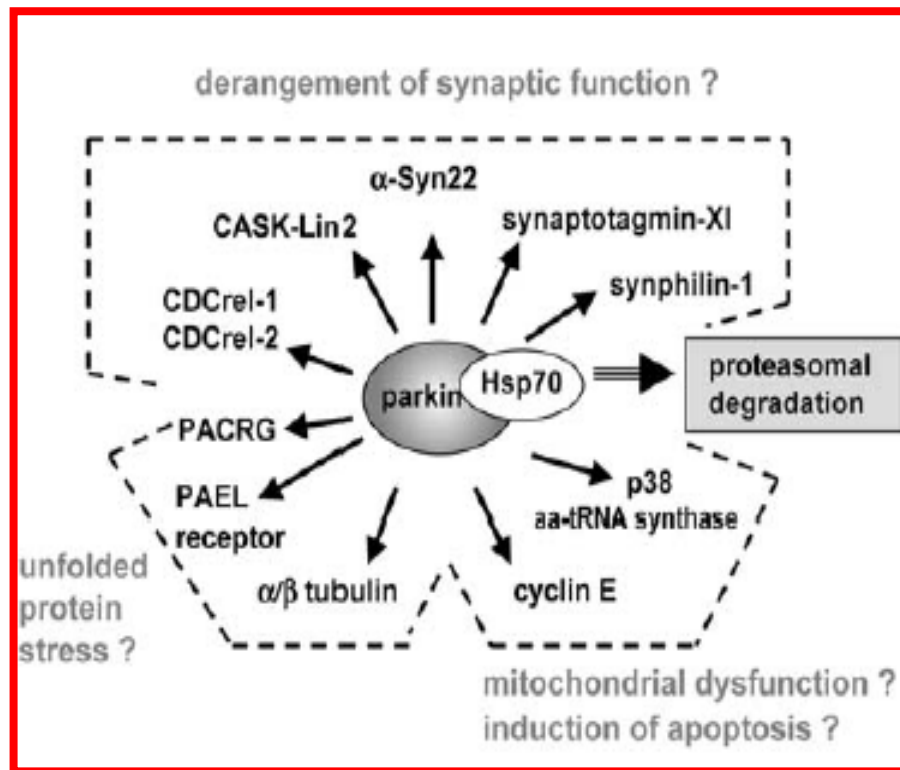 derangement of synaptic function ?
α-Syn22
CASK-Lin2
synaptotagmin-XI
synphilin-1
CDCrel-1
CDCrel-2
parkin
Hsp70
proteasomal
degradation
PACRG
PAEL
receptor
p38
aa-tRNA synthase
α/β tubulin
cyclin E
unfolded
protein
stress ?
mitochondrial dysfunction ?
induction of apoptosis ?